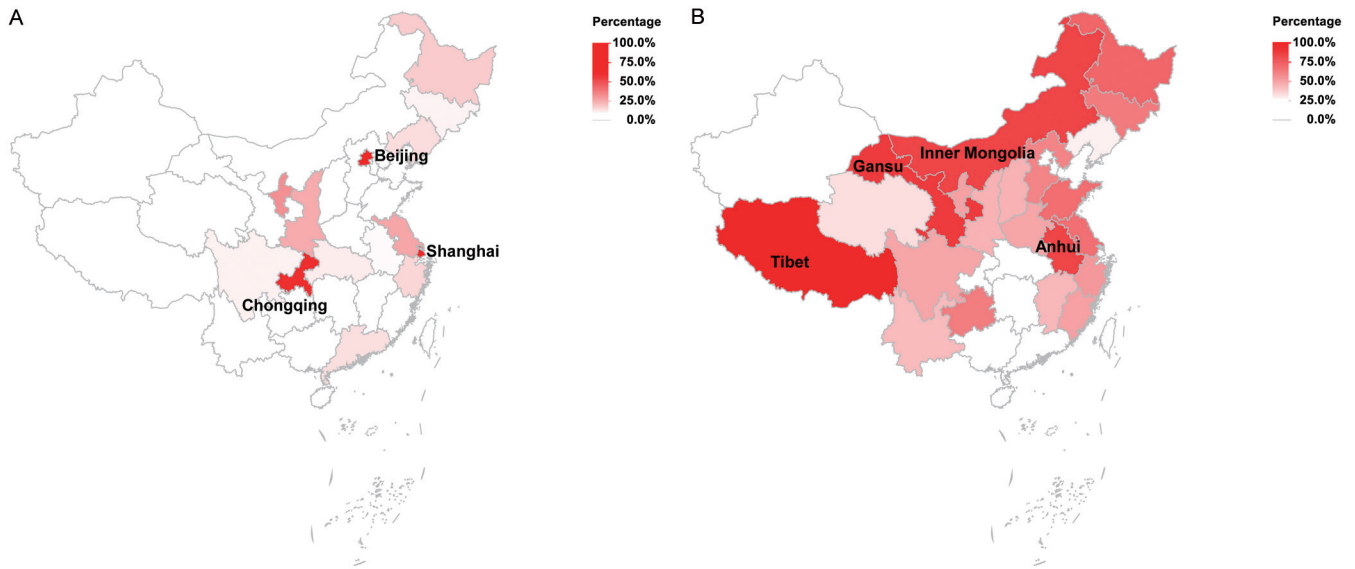 A
Percentage
100.0%
75.0%
50.0%
25.0%
0.0%
Beijing
Shanghai
Chongqing
B
Percentage
100.0%
75.0%
50.0%
25.0%
0.0%
Inner Mongolia
Gansu
Anhui
Tibet